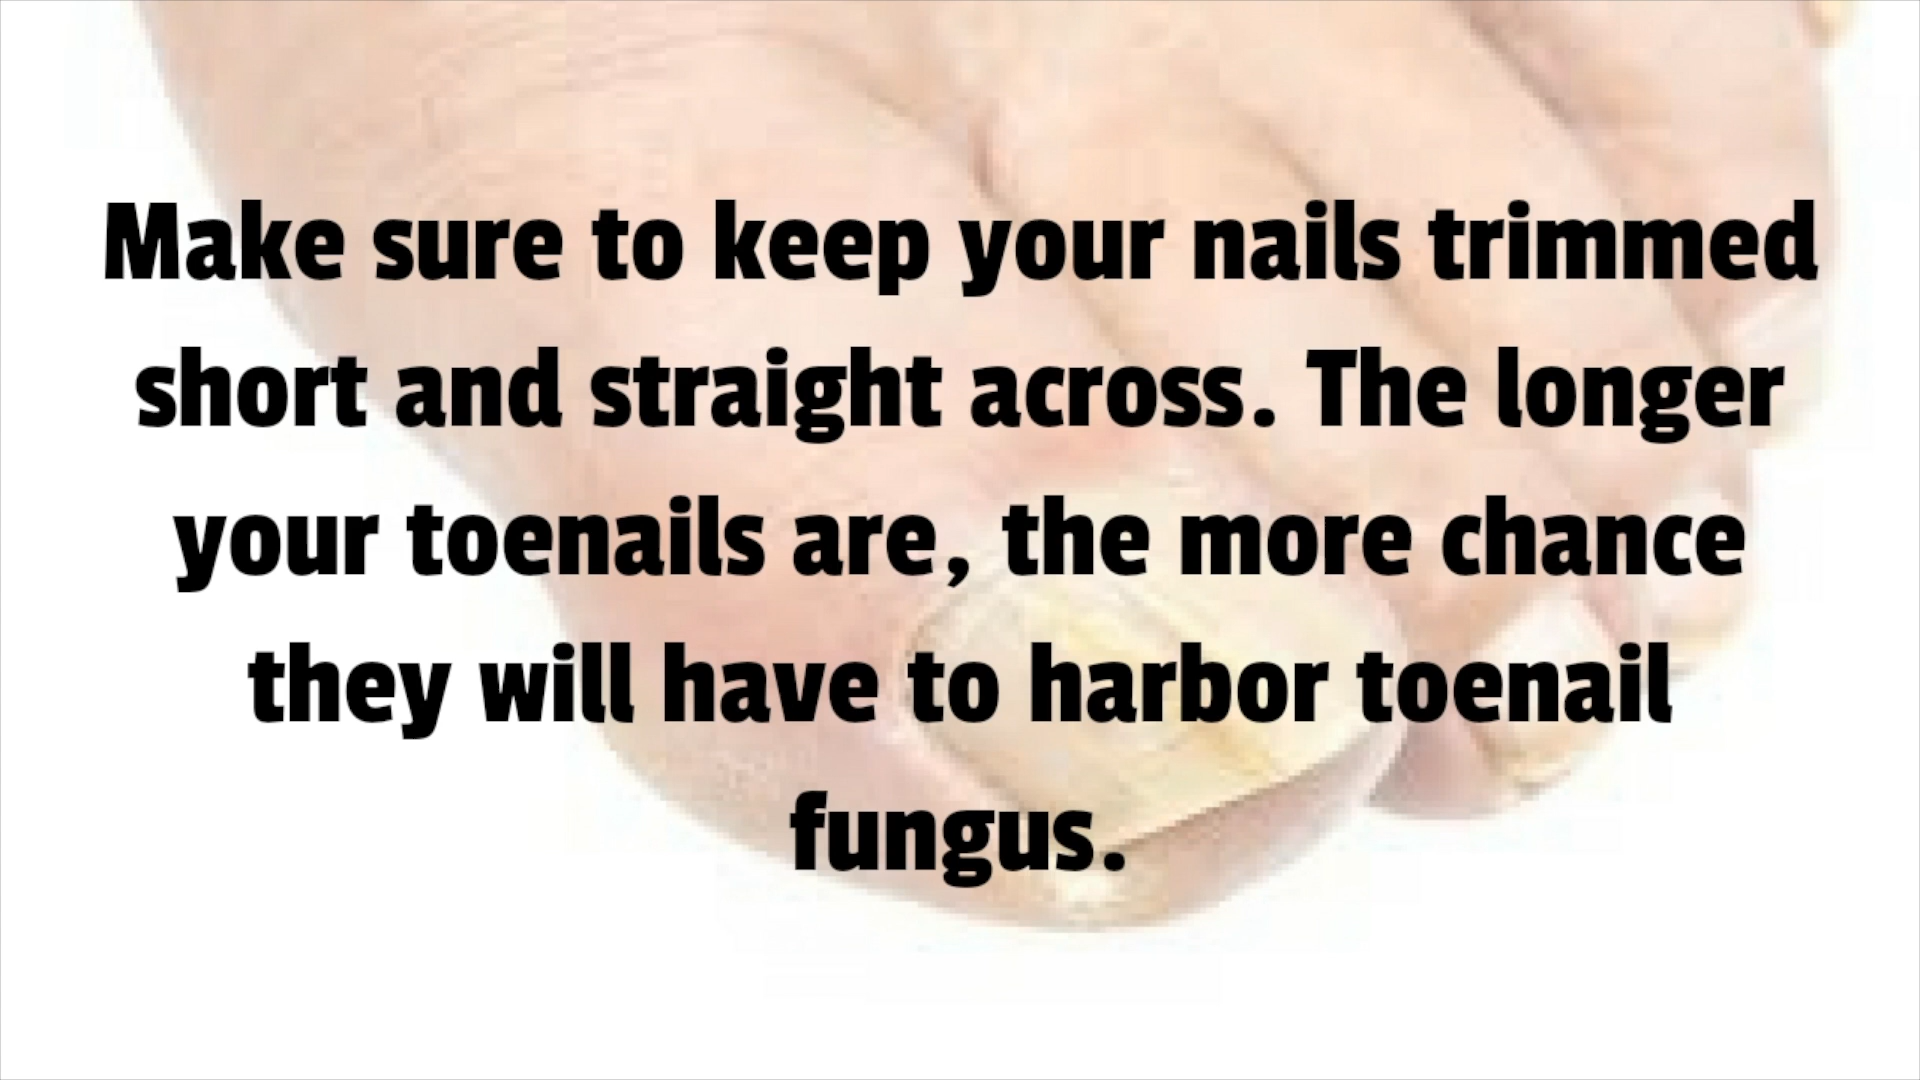 Make sure to keep your nails trimmed
short and straight across. The longer
your toenails are, the more chance
they will have to harbor toenail
fungus.